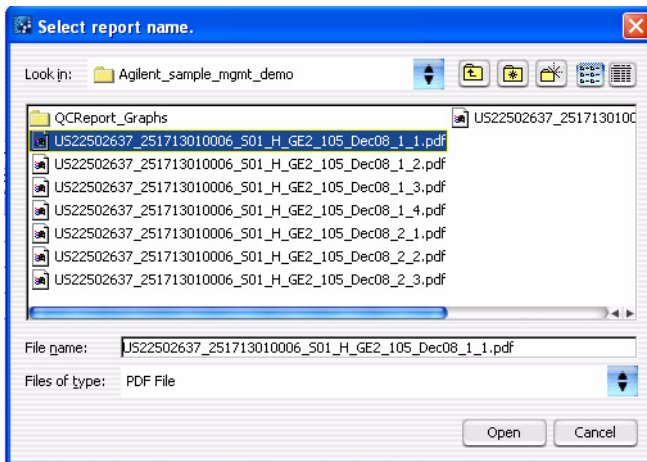 Select report name.
Look in: Agilent_sample_mgmt_demo
QCReport_Graphs
US22502637_251713010006_S01_H_GE2_105_Dec08_1_1.pdf
US22502637_251713010006_S01_H_GE2_105_Dec08_1_2.pdf
US22502637_251713010006_S01_H_GE2_105_Dec08_1_3.pdf
US22502637_251713010006_S01_H_GE2_105_Dec08_1_4.pdf
US22502637_251713010006_S01_H_GE2_105_Dec08_2_1.pdf
US22502637_251713010006_S01_H_GE2_105_Dec08_2_2.pdf
US22502637_251713010006_S01_H_GE2_105_Dec08_2_3.pdf
US22502637_251713010
File name: US22502637_251713010006_S01_H_GE2_105_Dec08_1_1.pdf
Files of type: PDF File
Open Cancel